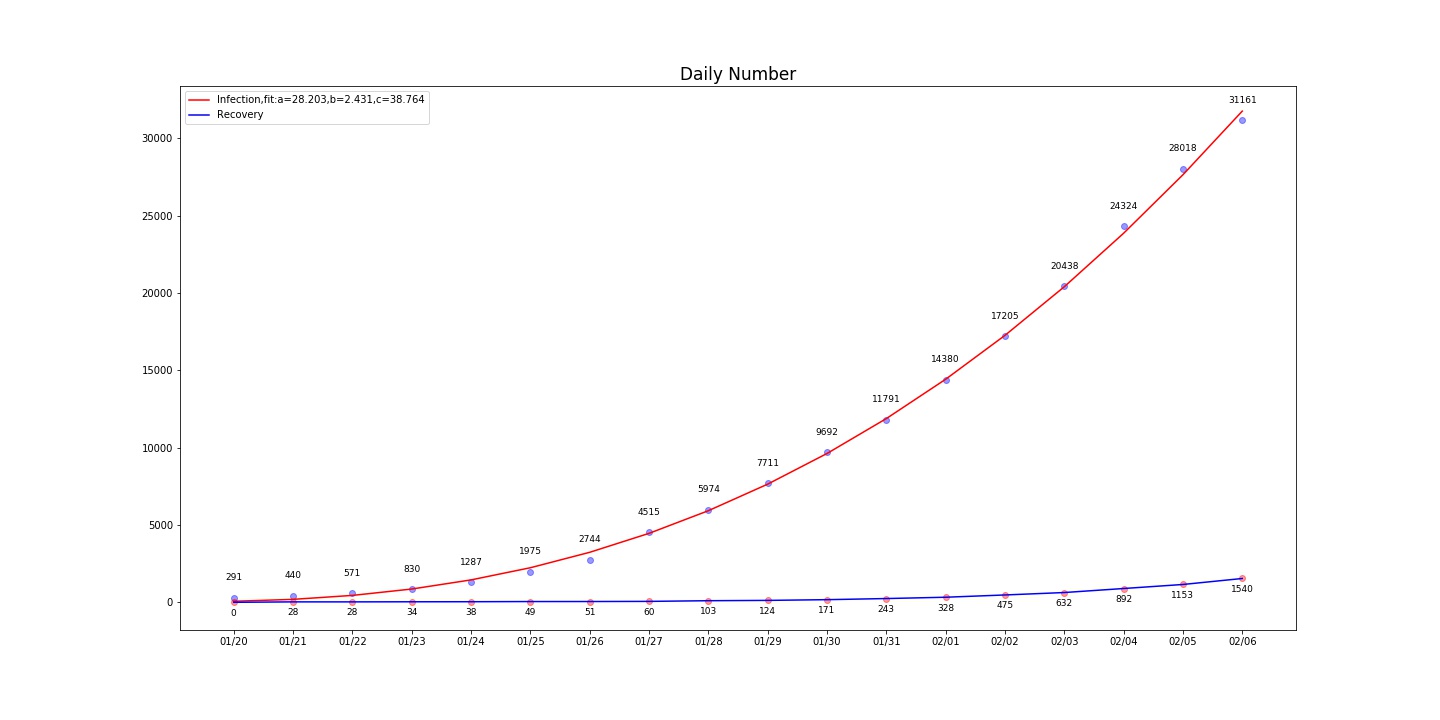 Daily Number
Infection,fit:a=28.203,b=2.431,c=38.764
Recovery
30000
25000
20000
15000
10000
5000
0
291 440 571 830 1287 1975 2744 4515 5974 7711 9692 11791 14380 17205 20438 24324 28018 31161
0 28 28 34 38 49 51 60 103 124 171 243 328 475 632 892 1153 1540
01/20 01/21 01/22 01/23 01/24 01/25 01/26 01/27 01/28 01/29 01/30 01/31 02/01 02/02 02/03 02/04 02/05 02/06